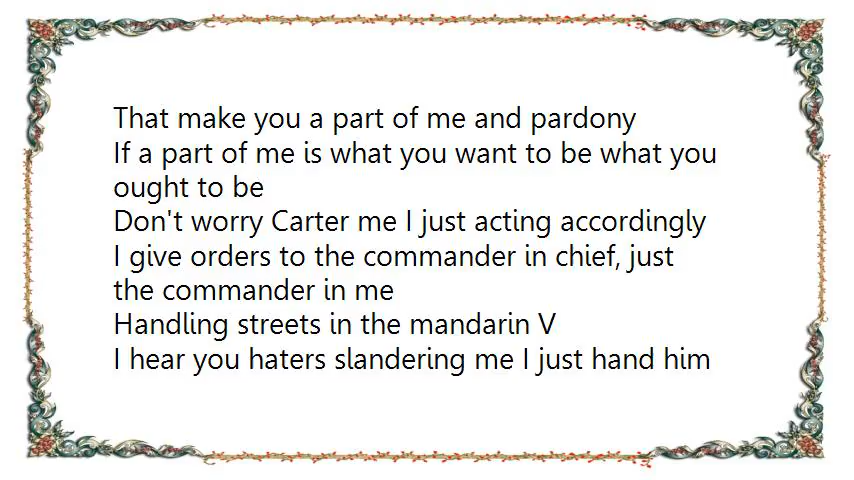 That make you a part of me and pardony
If a part of me is what you want to be what you
ought to be
Don't worry Carter me I just acting accordingly
I give orders to the commander in chief, just
the commander in me
Handling streets in the mandarin V
I hear you haters slandering me I just hand him